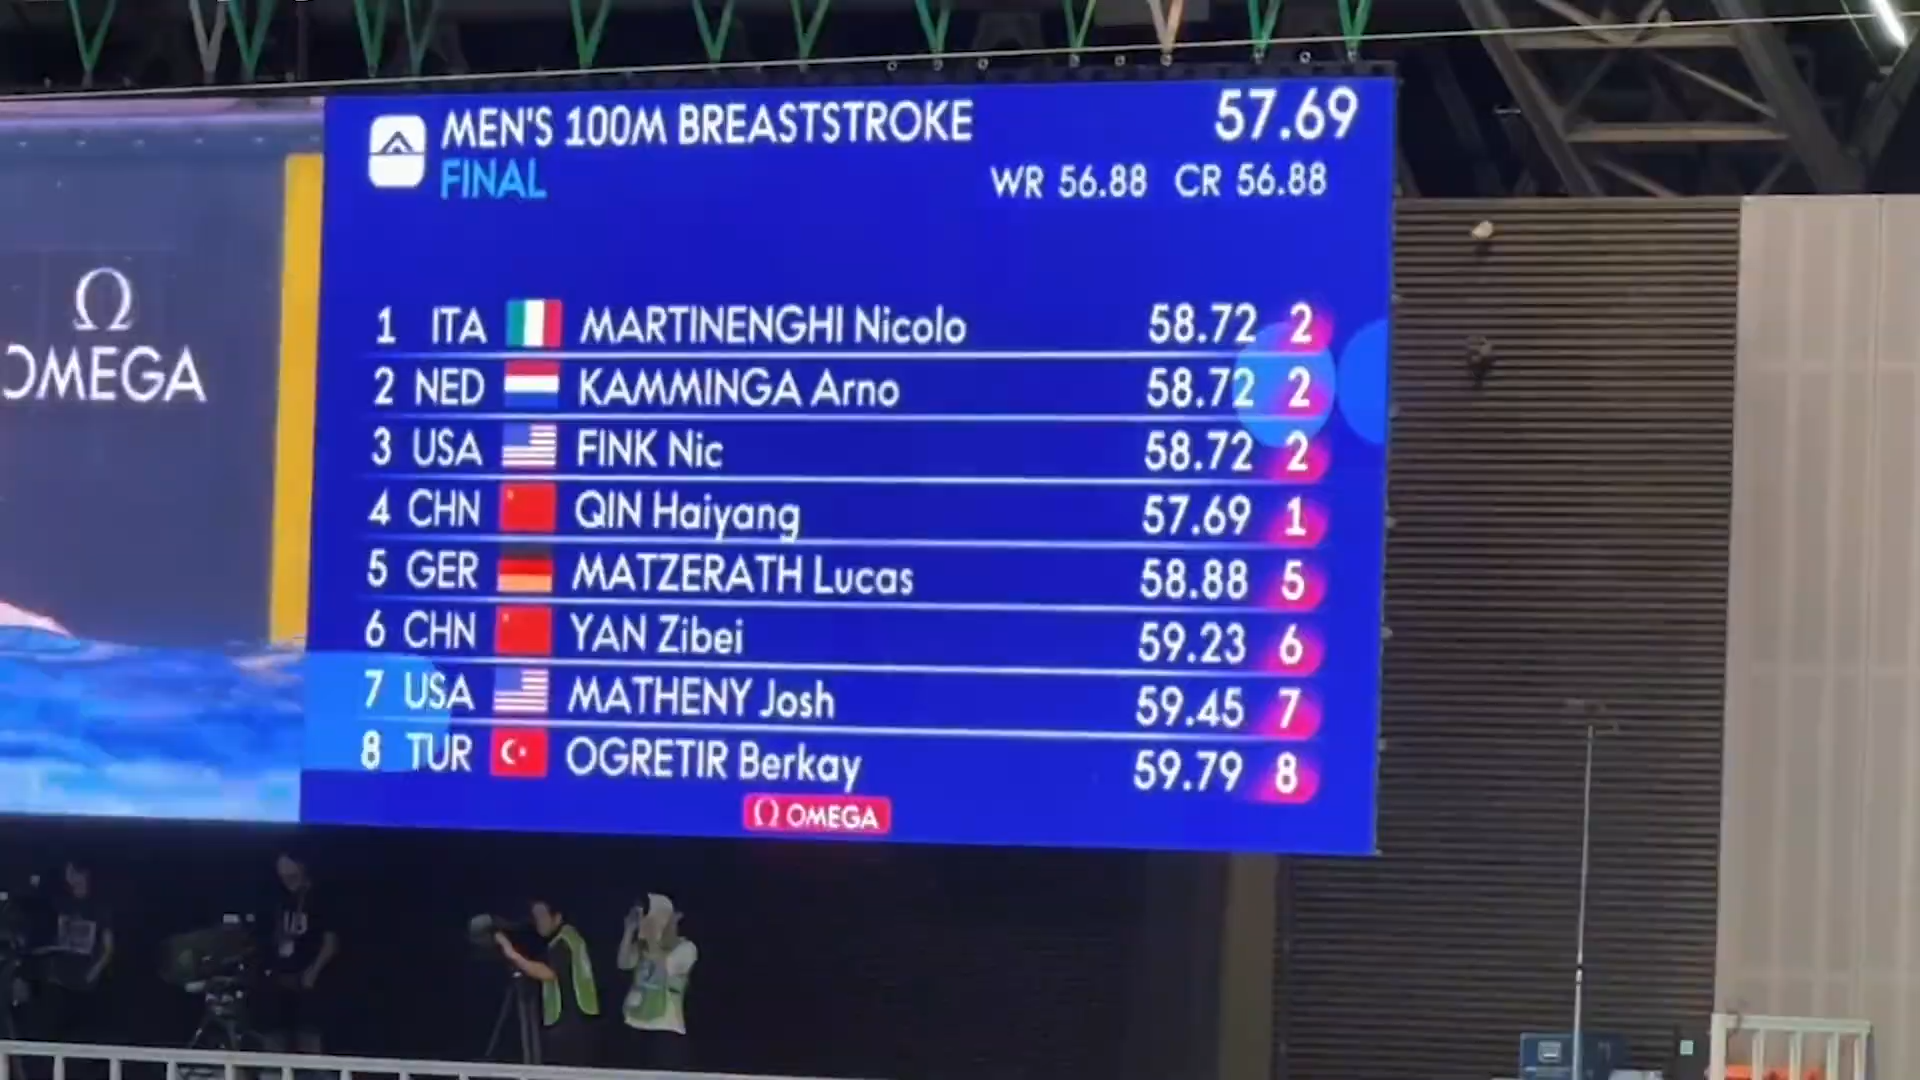 MEN'S 100M BREASTSTROKE 57.69
FINAL
WR 56.88 CR 56.88
Ω
OMEGA
1 ITA MARTINENGHI Nicolo 58.72 2
2 NED KAMMINGA Arno 58.72 2
3 USA FINK Nic 58.72 2
4 CHN QIN Haiyang 57.69 1
5 GER MATZERATH Lucas 58.88 5
6 CHN YAN Zibei 59.23 6
7 USA MATHENY Josh 59.45 7
8 TUR OGRETIR Berkay 59.79 8
Ω OMEGA